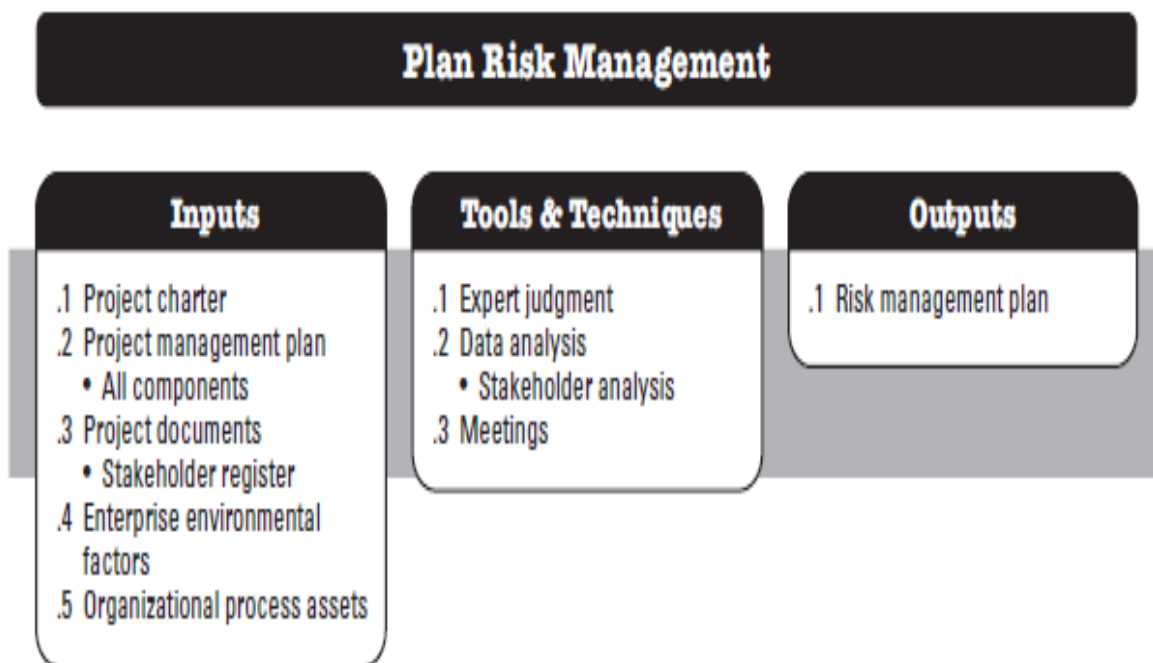 Plan Risk Management
Inputs
.1 Project charter
.2 Project management plan
• All components
.3 Project documents
• Stakeholder register
.4 Enterprise environmental
factors
.5 Organizational process assets
Tools & Techniques
.1 Expert judgment
.2 Data analysis
• Stakeholder analysis
.3 Meetings
Outputs
.1 Risk management plan